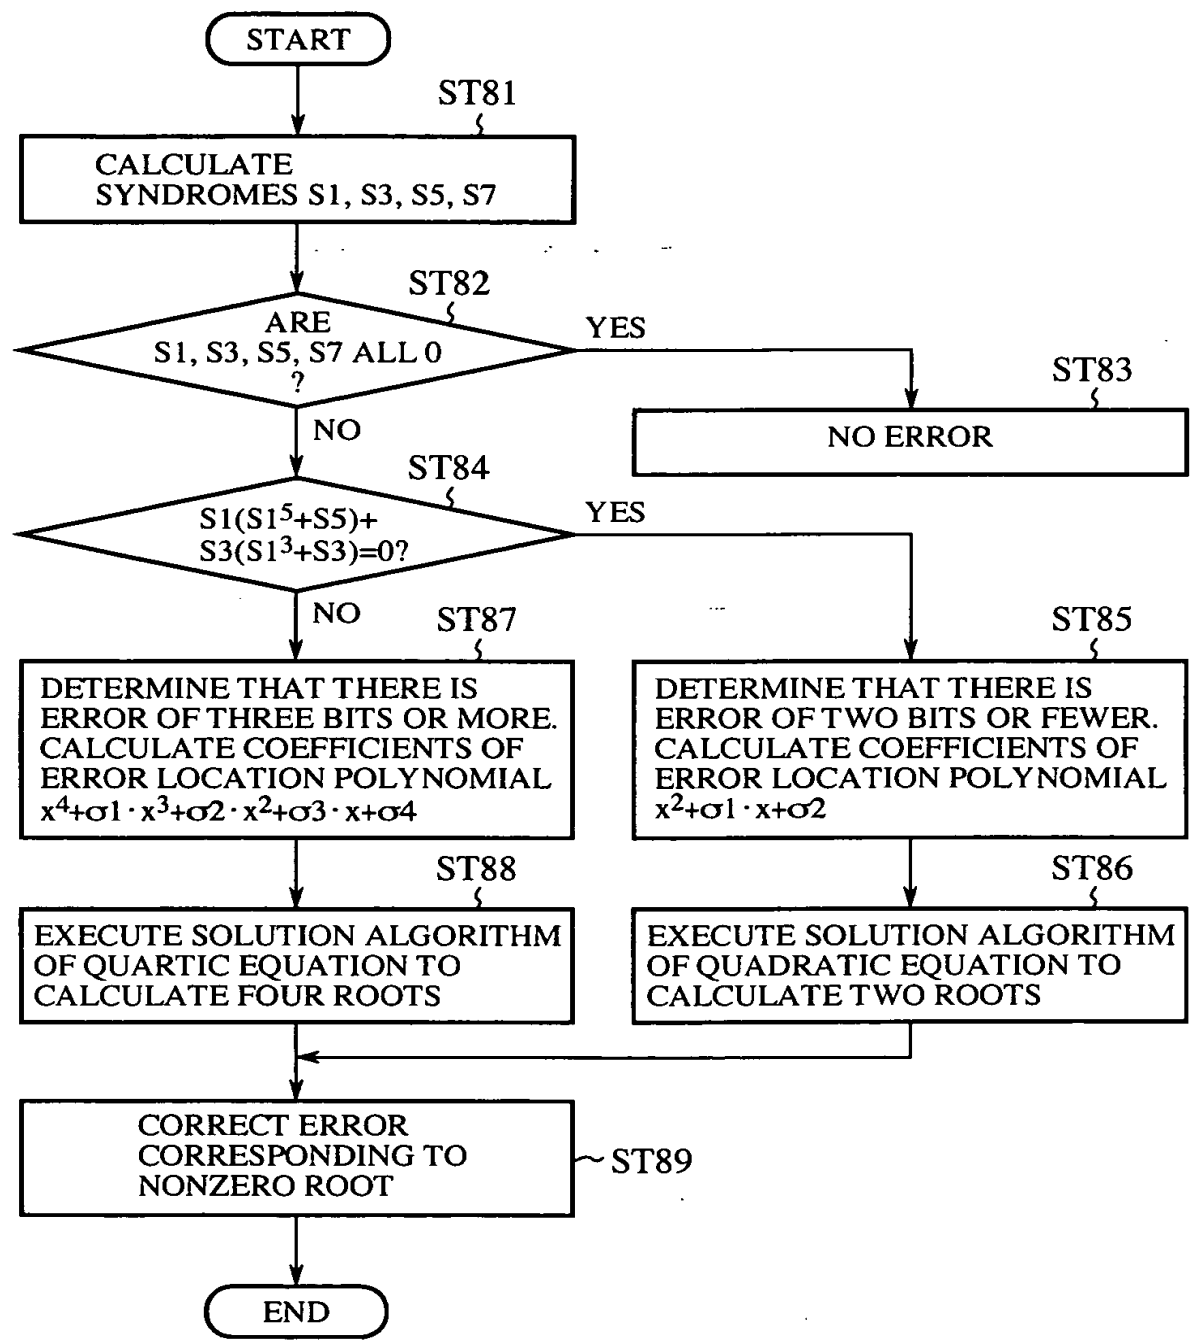 START
ST81
CALCULATE
SYNDROMES S1, S3, S5, S7
ST82
ARE
S1, S3, S5, S7 ALL 0
?
YES
NO
ST83
NO ERROR
ST84
S1(S1⁵+S5)+
S3(S1³+S3)=0?
YES
NO
ST87
DETERMINE THAT THERE IS
ERROR OF THREE BITS OR MORE.
CALCULATE COEFFICIENTS OF
ERROR LOCATION POLYNOMIAL
x⁴+σ1·x³+σ2·x²+σ3·x+σ4
ST85
DETERMINE THAT THERE IS
ERROR OF TWO BITS OR FEWER.
CALCULATE COEFFICIENTS OF
ERROR LOCATION POLYNOMIAL
x²+σ1·x+σ2
ST88
EXECUTE SOLUTION ALGORITHM
OF QUARTIC EQUATION TO
CALCULATE FOUR ROOTS
ST86
EXECUTE SOLUTION ALGORITHM
OF QUADRATIC EQUATION TO
CALCULATE TWO ROOTS
CORRECT ERROR
CORRESPONDING TO
NONZERO ROOT
ST89
END